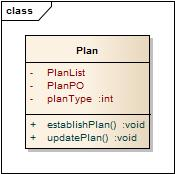 class
Plan
- PlanList
- PlanPO
- planType :int
+ establishPlan() :void
+ updatePlan() :void